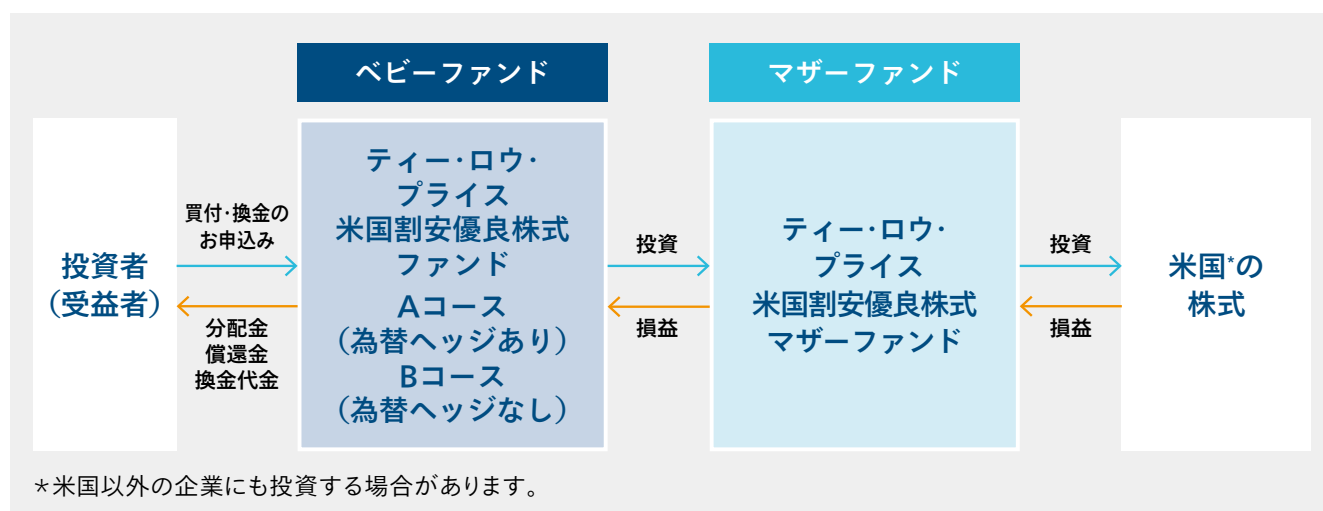 ベビーファンド
マザーファンド
投資者
（受益者）
買付・換金の
お申込み
分配金
償還金
換金代金
ティー・ロウ・
プライス
米国割安優良株式
ファンド
Aコース
（為替ヘッジあり）
Bコース
（為替ヘッジなし）
投資
損益
ティー・ロウ・
プライス
米国割安優良株式
マザーファンド
投資
損益
米国*の
株式
＊米国以外の企業にも投資する場合があります。